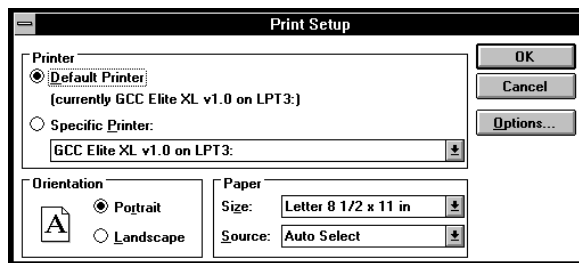 Print Setup
Printer
Default Printer
(currently GCC Elite XL v1.0 on LPT3:)
Specific Printer:
GCC Elite XL v1.0 on LPT3:
OK
Cancel
Options...
Orientation
A
Portrait
Landscape
Paper
Size: Letter 8 1/2 x 11 in
Source: Auto Select